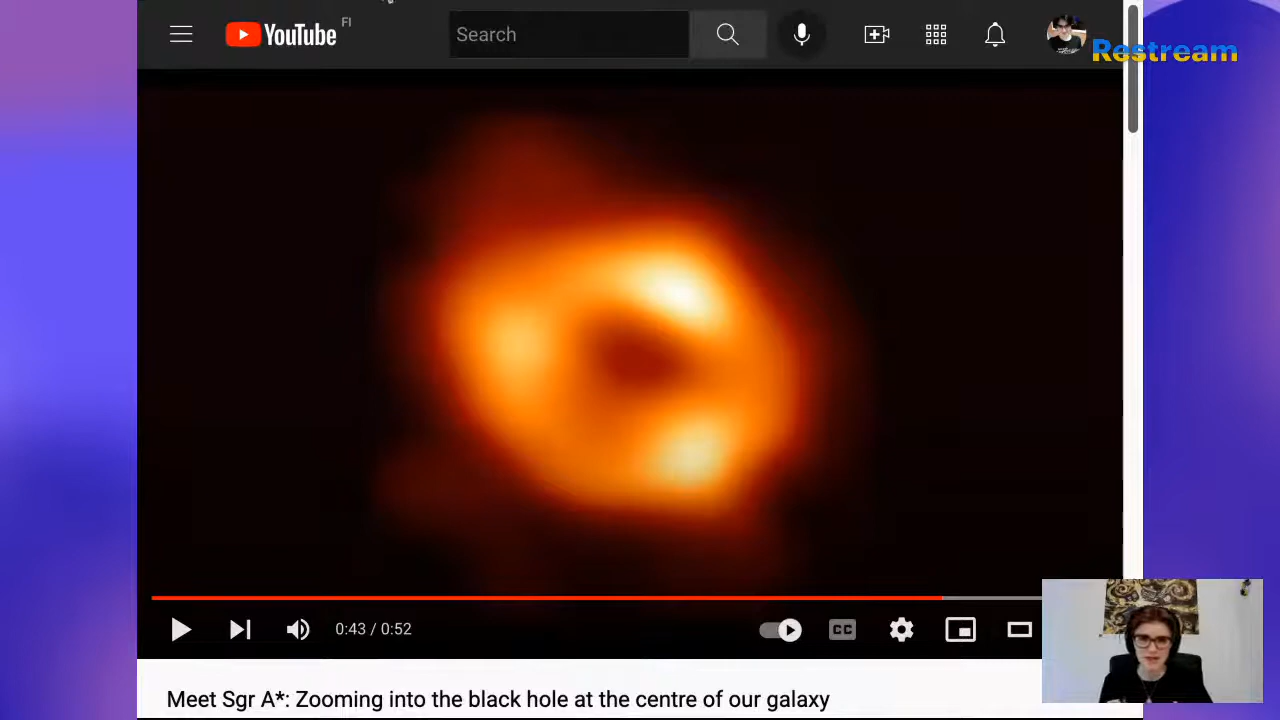 YouTube
FI
Search
Restream
0:43 / 0:52
CC
Meet Sgr A*: Zooming into the black hole at the centre of our galaxy